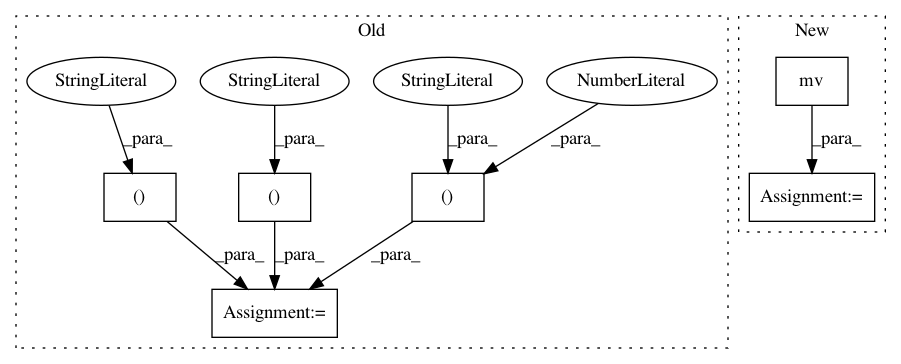 Old
New
StringLiteral
StringLiteral
StringLiteral
NumberLiteral
mv
_para_
_para_
_para_
_para_
_para_
()
()
()
Assignment:=
_para_
_para_
_para_
Assignment:=